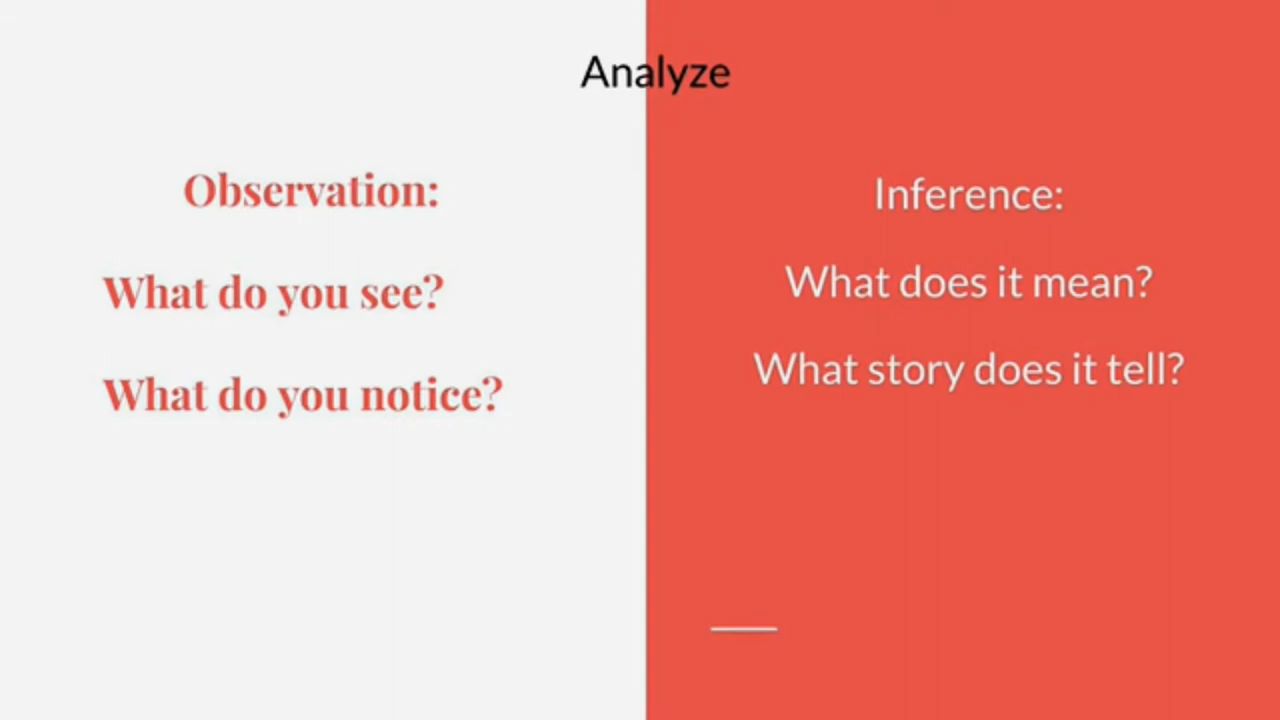 Analyze
Observation:
What do you see?
What do you notice?
Inference:
What does it mean?
What story does it tell?